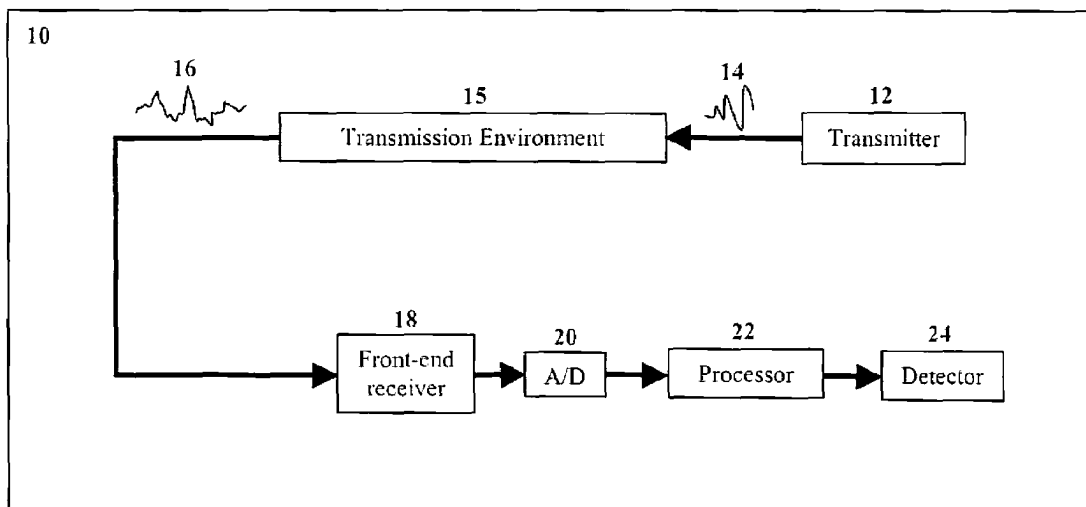 10
16
14
15
12
Transmission Environment
Transmitter
18
20
22
24
Front-end
receiver
A/D
Processor
Detector